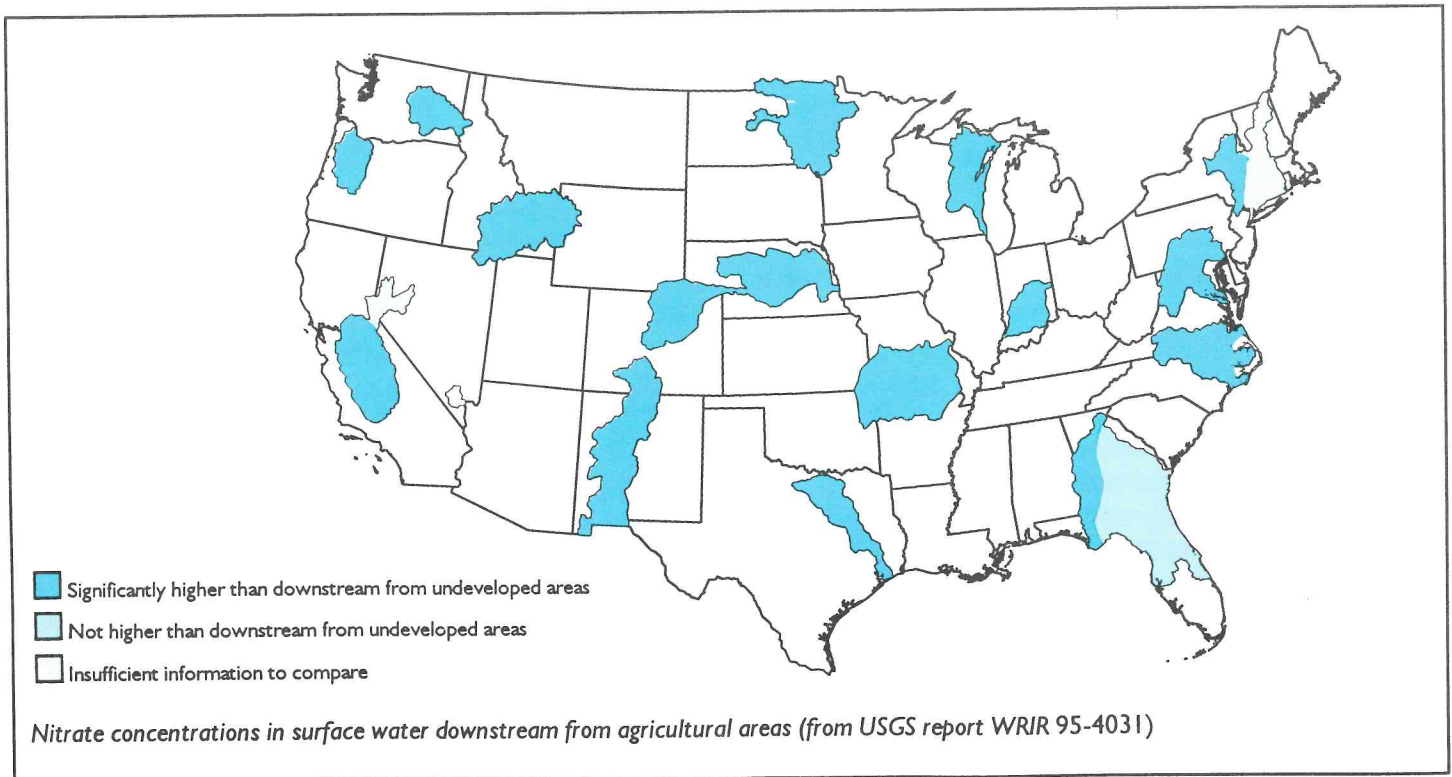 Significantly higher than downstream from undeveloped areas
Not higher than downstream from undeveloped areas
Insufficient information to compare
Nitrate concentrations in surface water downstream from agricultural areas (from USGS report WRIR 95-4031)